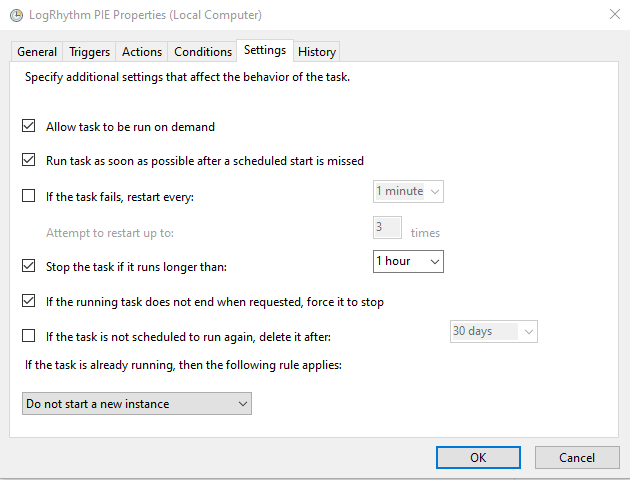 LogRhythm PIE Properties (Local Computer)
General Triggers Actions Conditions Settings History
Specify additional settings that affect the behavior of the task.
Allow task to be run on demand
Run task as soon as possible after a scheduled start is missed
If the task fails, restart every: 1 minute
Attempt to restart up to: 3 times
Stop the task if it runs longer than: 1 hour
If the running task does not end when requested, force it to stop
If the task is not scheduled to run again, delete it after: 30 days
If the task is already running, then the following rule applies:
Do not start a new instance
OK Cancel